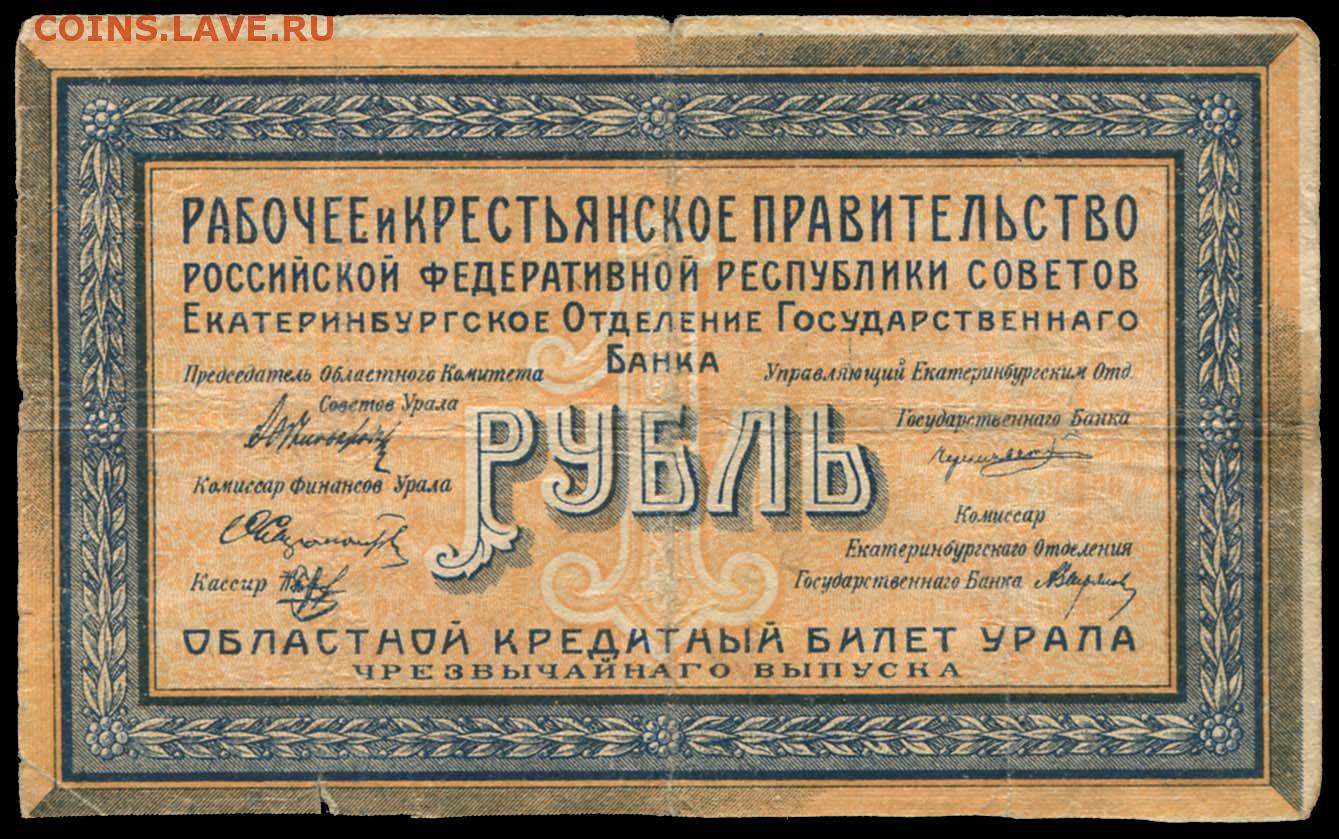 COINS.LAVE.RU
РАБОЧЕЕ и КРЕСТЬЯНСКОЕ ПРАВИТЕЛЬСТВО
РОССИЙСКОЙ ФЕДЕРАТИВНОЙ РЕСПУБЛИКИ СОВЕТОВ
ЕКАТЕРИНБУРГСКОЕ ОТДЕЛЕНИЕ ГОСУДАРСТВЕННАГО
БАНКА
Председатель Областного Комитета
Советов Урала
Управляющий Екатеринбургским Отд.
Государственнаго Банка
1
РУБЛЬ
Комиссар Финансов Урала
Кассир
Комиссар
Екатеринбургскаго Отделения
Государственнаго Банка
ОБЛАСТНОЙ КРЕДИТНЫЙ БИЛЕТ УРАЛА
ЧРЕЗВЫЧАЙНАГО ВЫПУСКА